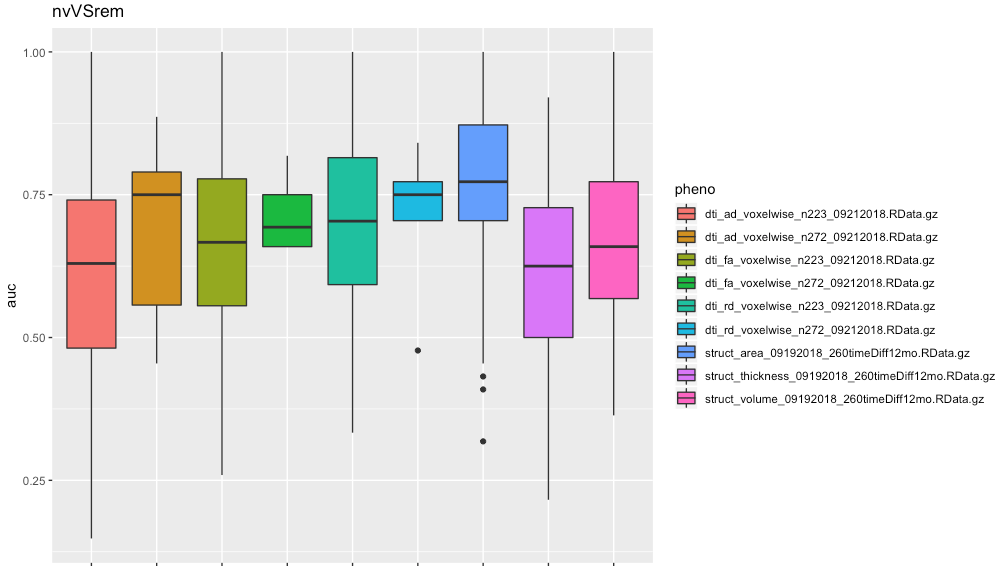 nvVSrem
1.00
0.75
0.50
0.25
auc
pheno
dti_ad_voxelwise_n223_09212018.RData.gz
dti_ad_voxelwise_n272_09212018.RData.gz
dti_fa_voxelwise_n223_09212018.RData.gz
dti_fa_voxelwise_n272_09212018.RData.gz
dti_rd_voxelwise_n223_09212018.RData.gz
dti_rd_voxelwise_n272_09212018.RData.gz
struct_area_09192018_260timeDiff12mo.RData.gz
struct_thickness_09192018_260timeDiff12mo.RData.gz
struct_volume_09192018_260timeDiff12mo.RData.gz